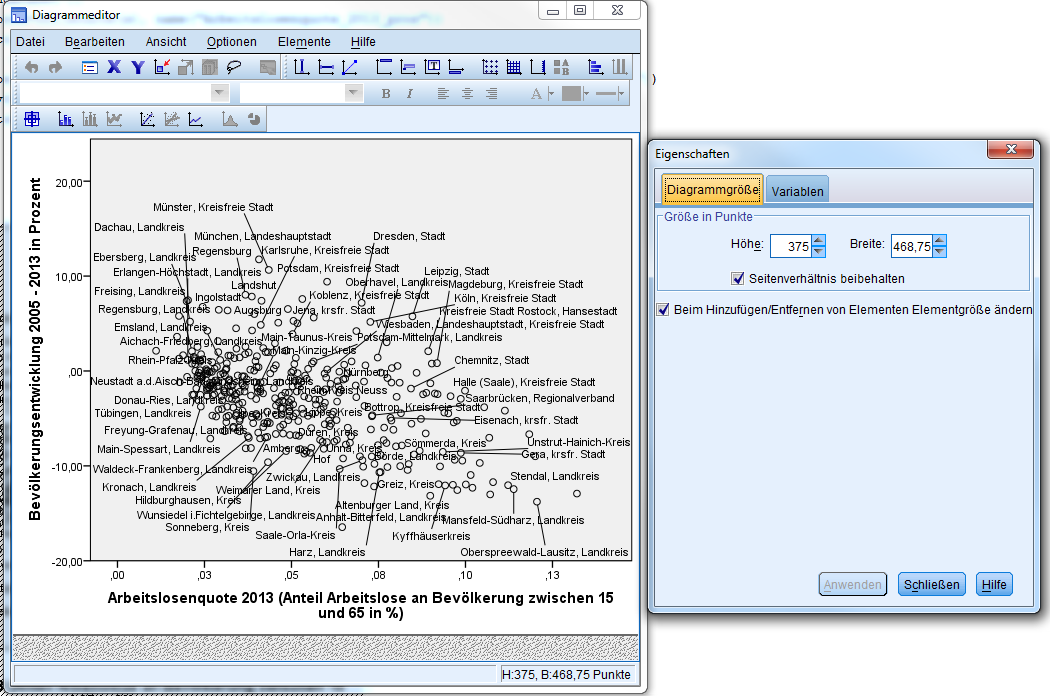 Diagrammeditor
Datei Bearbeiten Ansicht Optionen Elemente Hilfe
B I A
Bevölkerungsentwicklung 2005 - 2013 in Prozent
20,00
10,00
,00
-10,00
-20,00
Münster, Kreisfreie Stadt
Dachau, Landkreis
München, Landeshauptstadt
Dresden, Stadt
Regensburg
Karlsruhe, Kreisfreie Stadt
Ebersberg, Landkreis
Erlangen-Höchstadt, Landkreis
Potsdam, Kreisfreie Stadt
Leipzig, Stadt
Landshut
Oberhavel, Landkreis
Magdeburg, Kreisfreie Stadt
Freising, Landkreis
Ingolstadt
Koblenz, Kreisfreie Stadt
Köln, Kreisfreie Stadt
Regensburg, Landkreis
Augsburg
Jena, krsfr. Stadt
Kreisfreie Stadt Rostock, Hansestadt
Emsland, Landkreis
Wiesbaden, Landeshauptstadt, Kreisfreie Stadt
Aichach-Friedberg, Landkreis
Main-Taunus-Kreis
Potsdam-Mittelmark, Landkreis
Main-Kinzig-Kreis
Rhein-Pfalz-Kreis
Chemnitz, Stadt
Nürnberg
Neustadt a.d.Aisch-Bad
Landkreis
Halle (Saale), Kreisfreie Stadt
Rhein-Kreis Neuss
Donau-Ries, Landkreis
Saarbrücken, Regionalverband
Tübingen, Landkreis
Lippe, Kreis
Bottrop, Kreisfreie Stadt
Eisenach, krsfr. Stadt
Freyung-Grafenau, Landkreis
Düren, Kreis
Main-Spessart, Landkreis
Amberg
Unna, Kreis
Sömmerda, Kreis
Unstrut-Hainich-Kreis
Hof
Börde, Landkreis
Gera, krsfr. Stadt
Waldeck-Frankenberg, Landkreis
Zwickau, Landkreis
Stendal, Landkreis
Kronach, Landkreis
Weimarer Land, Kreis
Greiz, Kreis
Hildburghausen, Kreis
Altenburger Land, Kreis
Wunsiedel i.Fichtelgebirge, Landkreis
Anhalt-Bitterfeld, Landkreis
Mansfeld-Südharz, Landkreis
Sonneberg, Kreis
Saale-Orla-Kreis
Kyffhäuserkreis
Harz, Landkreis
Oberspreewald-Lausitz, Landkreis
,00 ,03 ,05 ,08 ,10 ,13
Arbeitslosenquote 2013 (Anteil Arbeitslose an Bevölkerung zwischen 15
und 65 in %)
H:375, B:468,75 Punkte
Eigenschaften
Diagrammgröße Variablen
Größe in Punkte
Höhe: 375 Breite: 468,75
Seitenverhältnis beibehalten
Beim Hinzufügen/Entfernen von Elementen Elementgröße ändern
Anwenden Schließen Hilfe